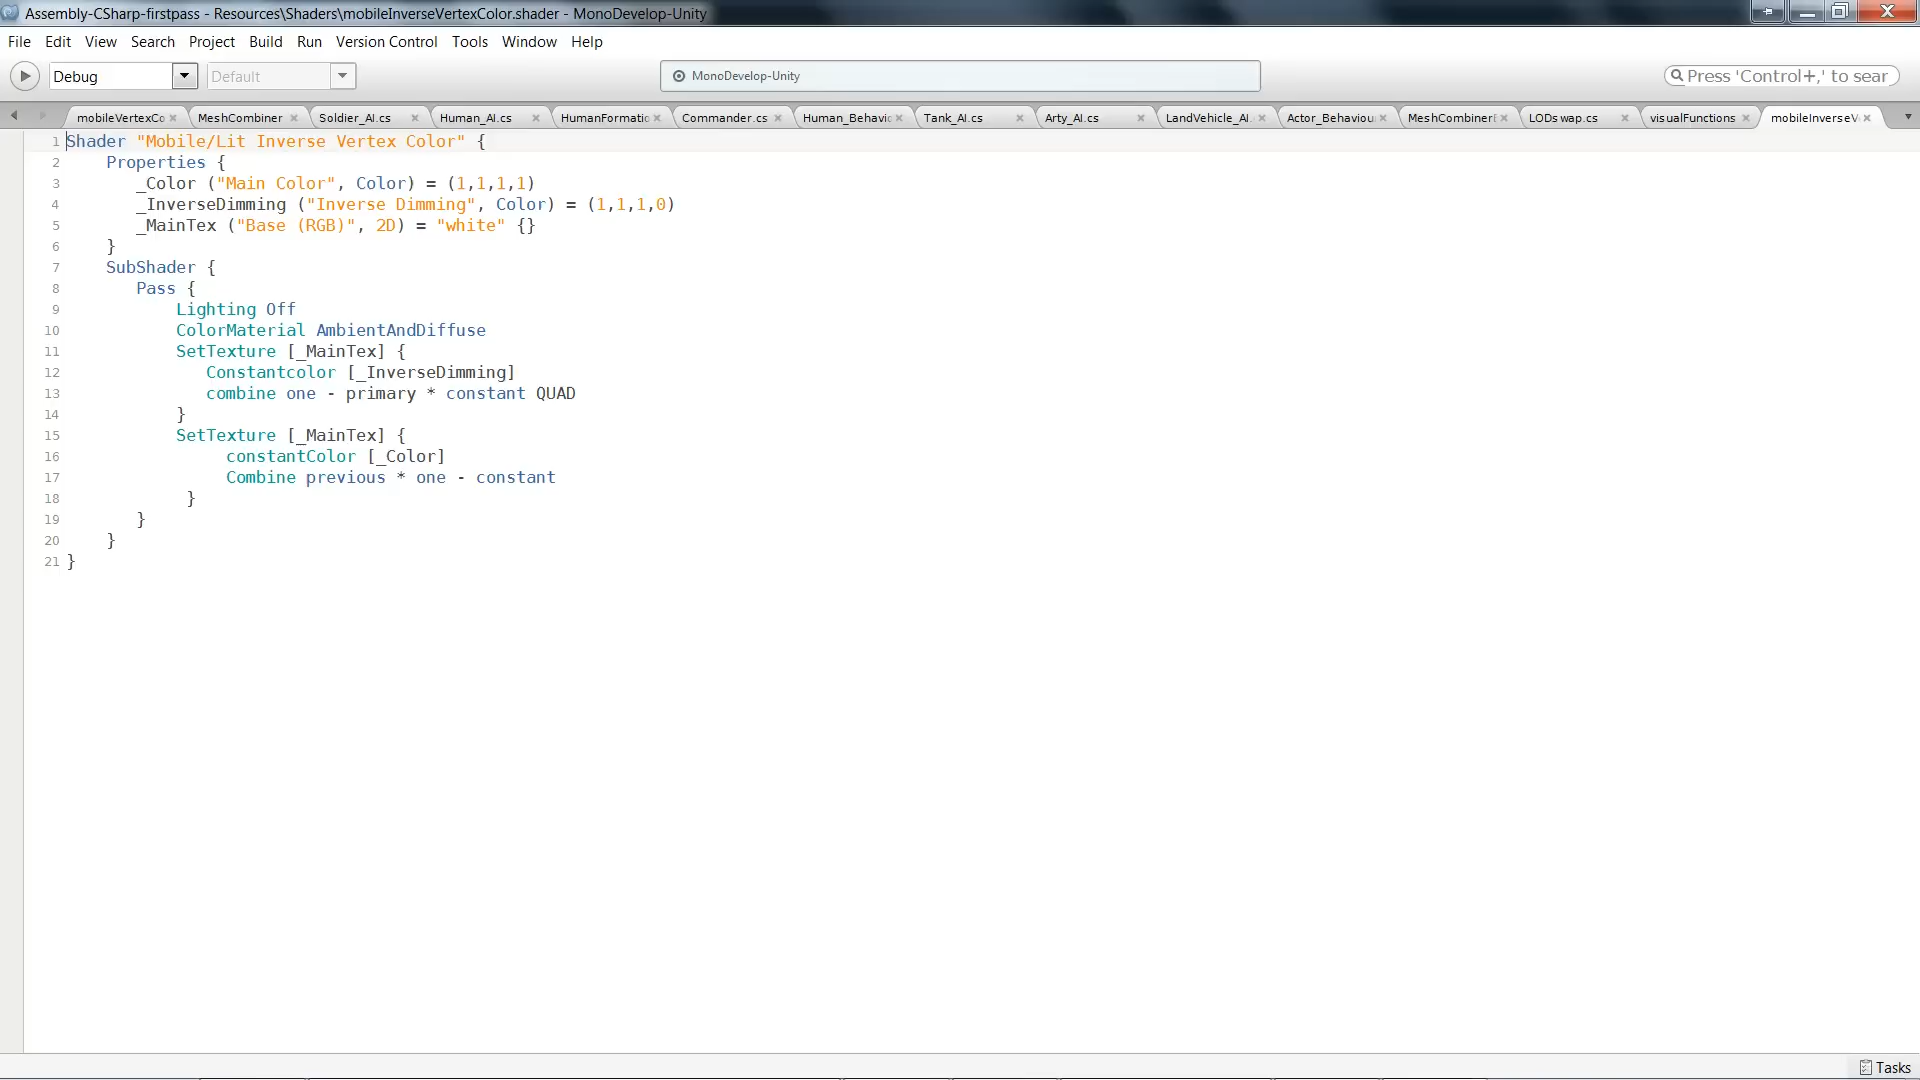 Assembly-CSharp-firstpass - Resources\Shaders\mobileInverseVertexColor.shader - MonoDevelop-Unity
File Edit View Search Project Build Run Version Control Tools Window Help
Debug Default MonoDevelop-Unity Press 'Control+,' to sear
mobileVertexCo MeshCombiner Soldier_AI.cs Human_AI.cs HumanFormatio Commander.cs Human_Behavio Tank_AI.cs Arty_AI.cs LandVehicle_AI. Actor_Behaviou MeshCombinerE LODswap.cs visualFunctions mobileInverseV
1 Shader "Mobile/Lit Inverse Vertex Color" {
2 Properties {
3 _Color ("Main Color", Color) = (1,1,1,1)
4 _InverseDimming ("Inverse Dimming", Color) = (1,1,1,0)
5 _MainTex ("Base (RGB)", 2D) = "white" {}
6 }
7 SubShader {
8 Pass {
9 Lighting Off
10 ColorMaterial AmbientAndDiffuse
11 SetTexture [_MainTex] {
12 Constantcolor [_InverseDimming]
13 combine one - primary * constant QUAD
14 }
15 SetTexture [_MainTex] {
16 constantColor [_Color]
17 Combine previous * one - constant
18 }
19 }
20 }
21 }
Tasks